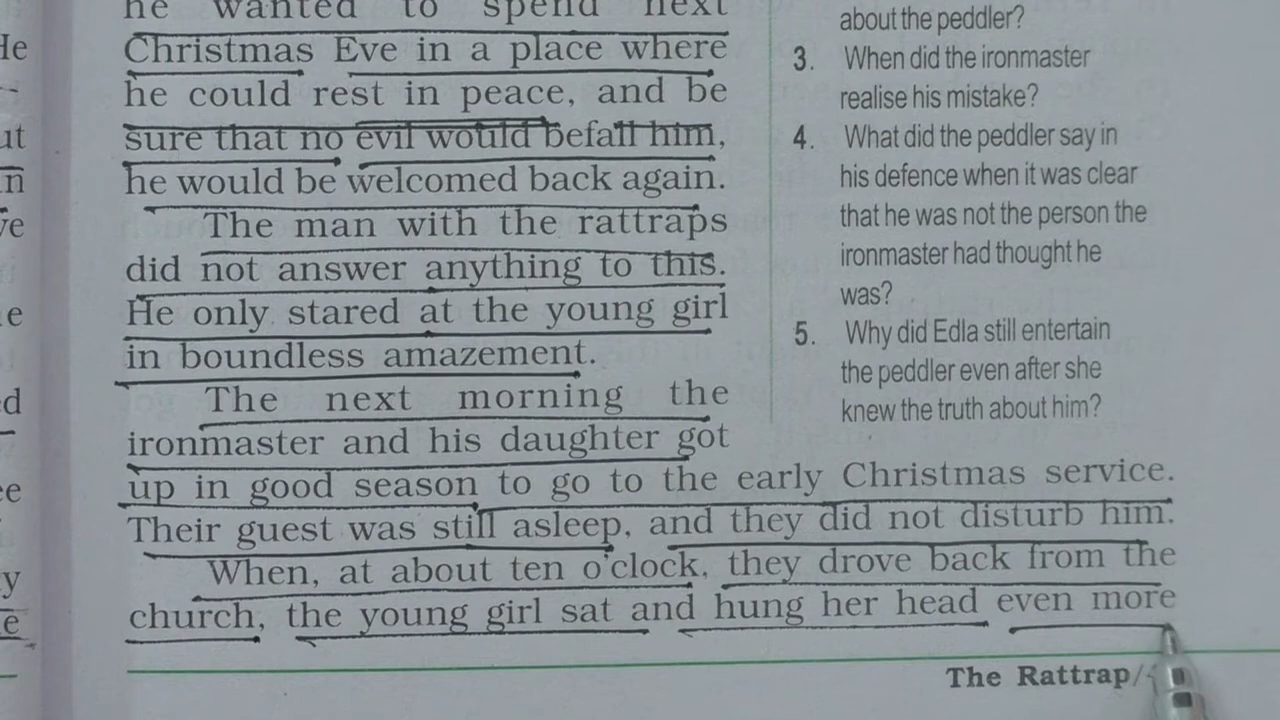 he wanted to spend next
Christmas Eve in a place where
he could rest in peace, and be
sure that no evil would befall him,
he would be welcomed back again.
The man with the rattraps
did not answer anything to this.
He only stared at the young girl
in boundless amazement.
The next morning the
ironmaster and his daughter got
up in good season to go to the early Christmas service.
Their guest was still asleep, and they did not disturb him.
When, at about ten o'clock, they drove back from the
church, the young girl sat and hung her head even more
about the peddler?
3. When did the ironmaster
realise his mistake?
4. What did the peddler say in
his defence when it was clear
that he was not the person the
ironmaster had thought he
was?
5. Why did Edla still entertain
the peddler even after she
knew the truth about him?
The Rattrap/